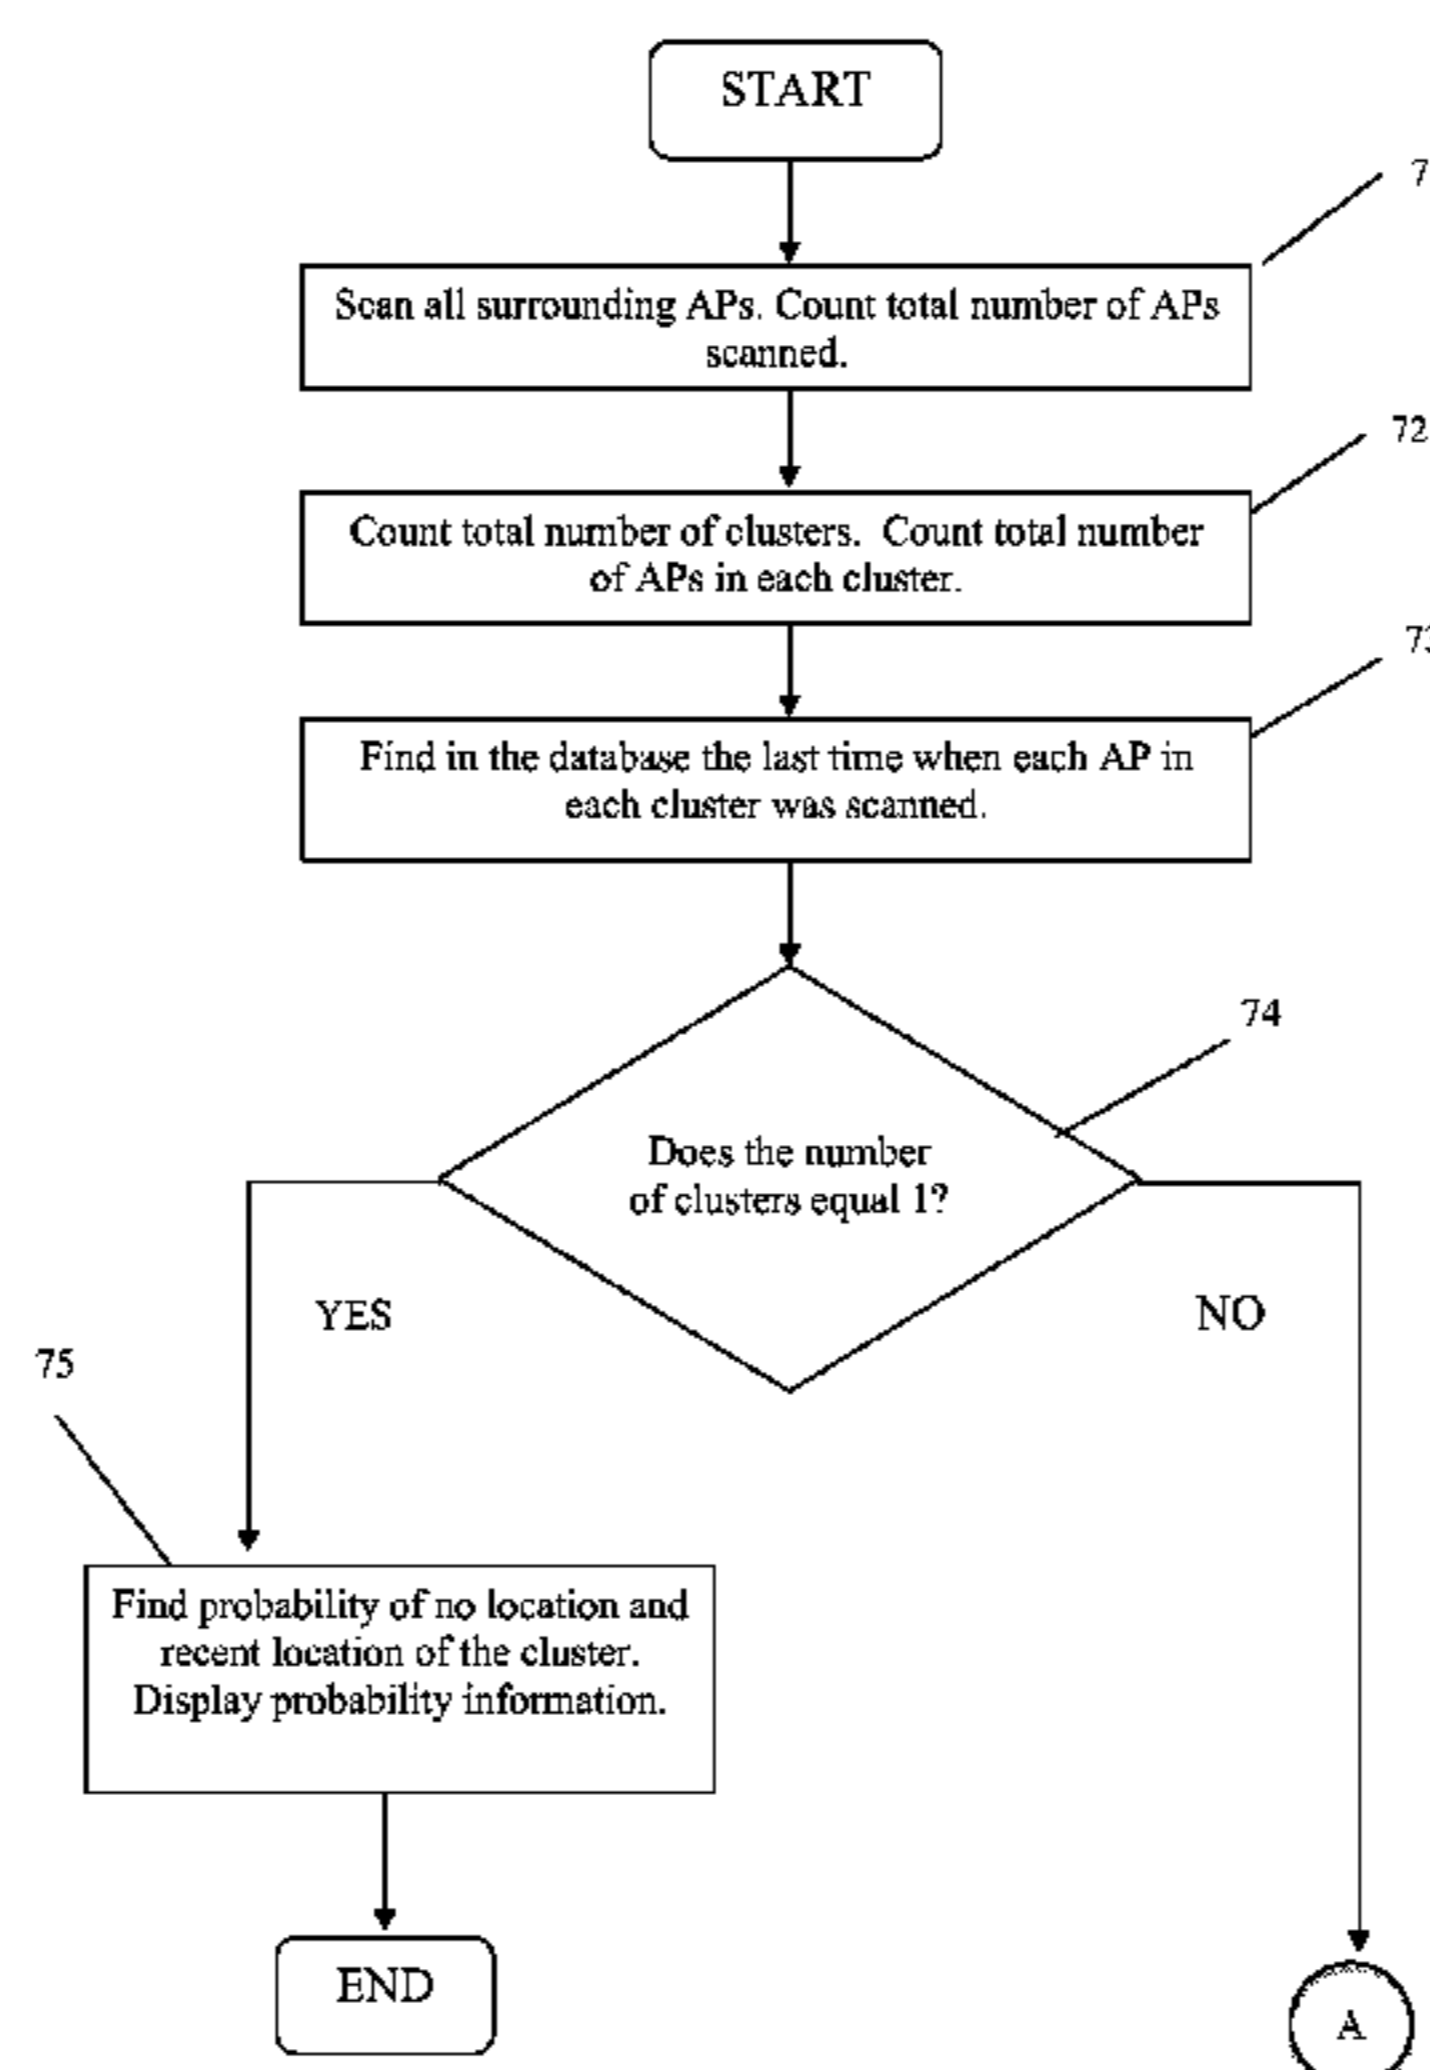 START
7
Scan all surrounding APs. Count total number of APs
scanned.
72
Count total number of clusters. Count total number
of APs in each cluster.
Find in the database the last time when each AP in
each cluster was scanned.
74
Does the number
of clusters equal 1?
YES
NO
75
Find probability of no location and
recent location of the cluster.
Display probability information.
END
A